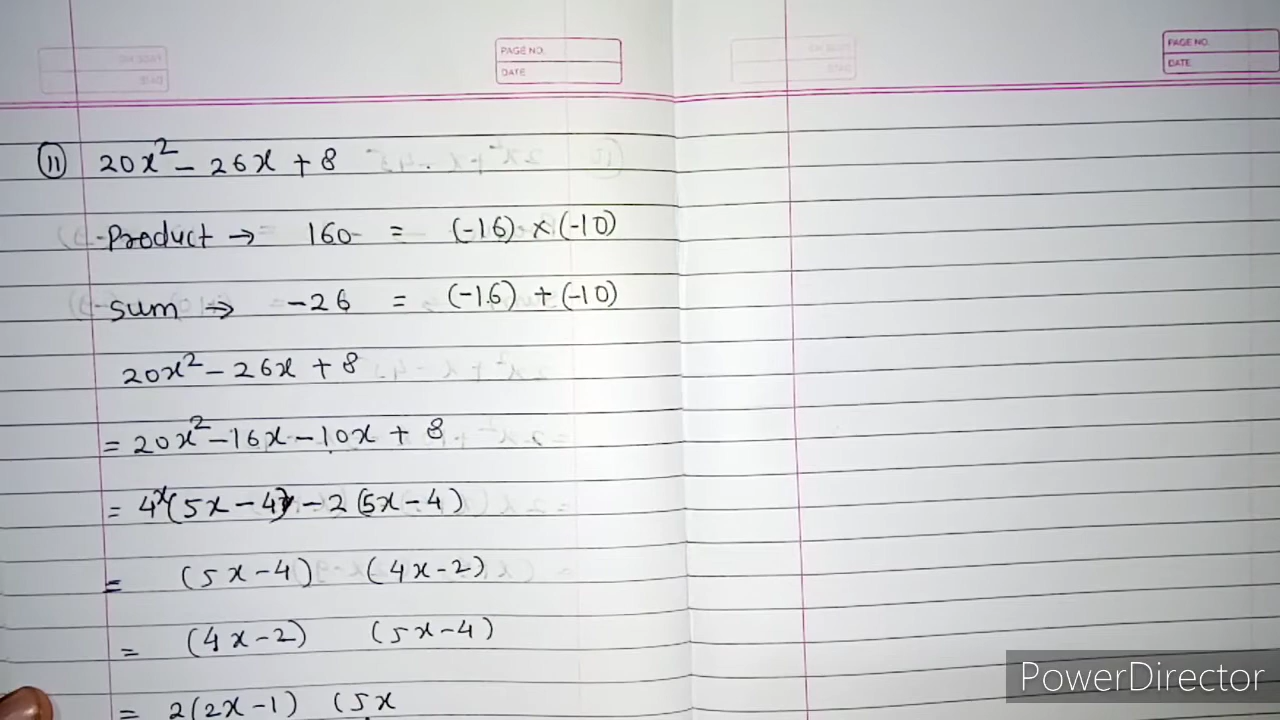 PAGE NO.
DATE
PAGE NO.
DATE
(11) 20x² - 26x + 8
Product → 160 = (-16) × (-10)
Sum → -26 = (-16) + (-10)
20x² - 26x + 8
= 20x² - 16x - 10x + 8
= 4x(5x - 4) - 2(5x - 4)
= (5x - 4) (4x - 2)
= (4x - 2) (5x - 4)
= 2(2x - 1) (5x
PowerDirector